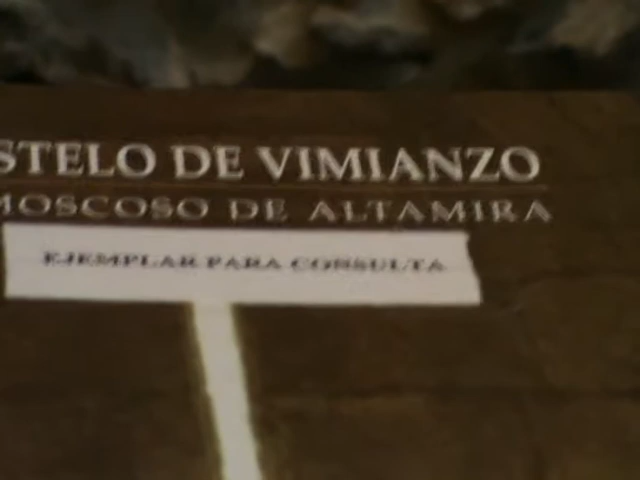 STELO DE VIMIANZO
MOSCOSO DE ALTAMIRA
EJEMPLAR PARA CONSULTA